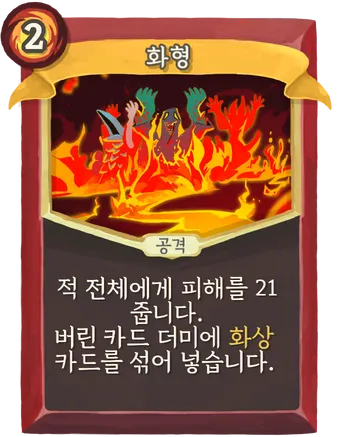 2
화형
공격
적 전체에게 피해를 21
줍니다.
버린 카드 더미에 화상
카드를 섞어 넣습니다.